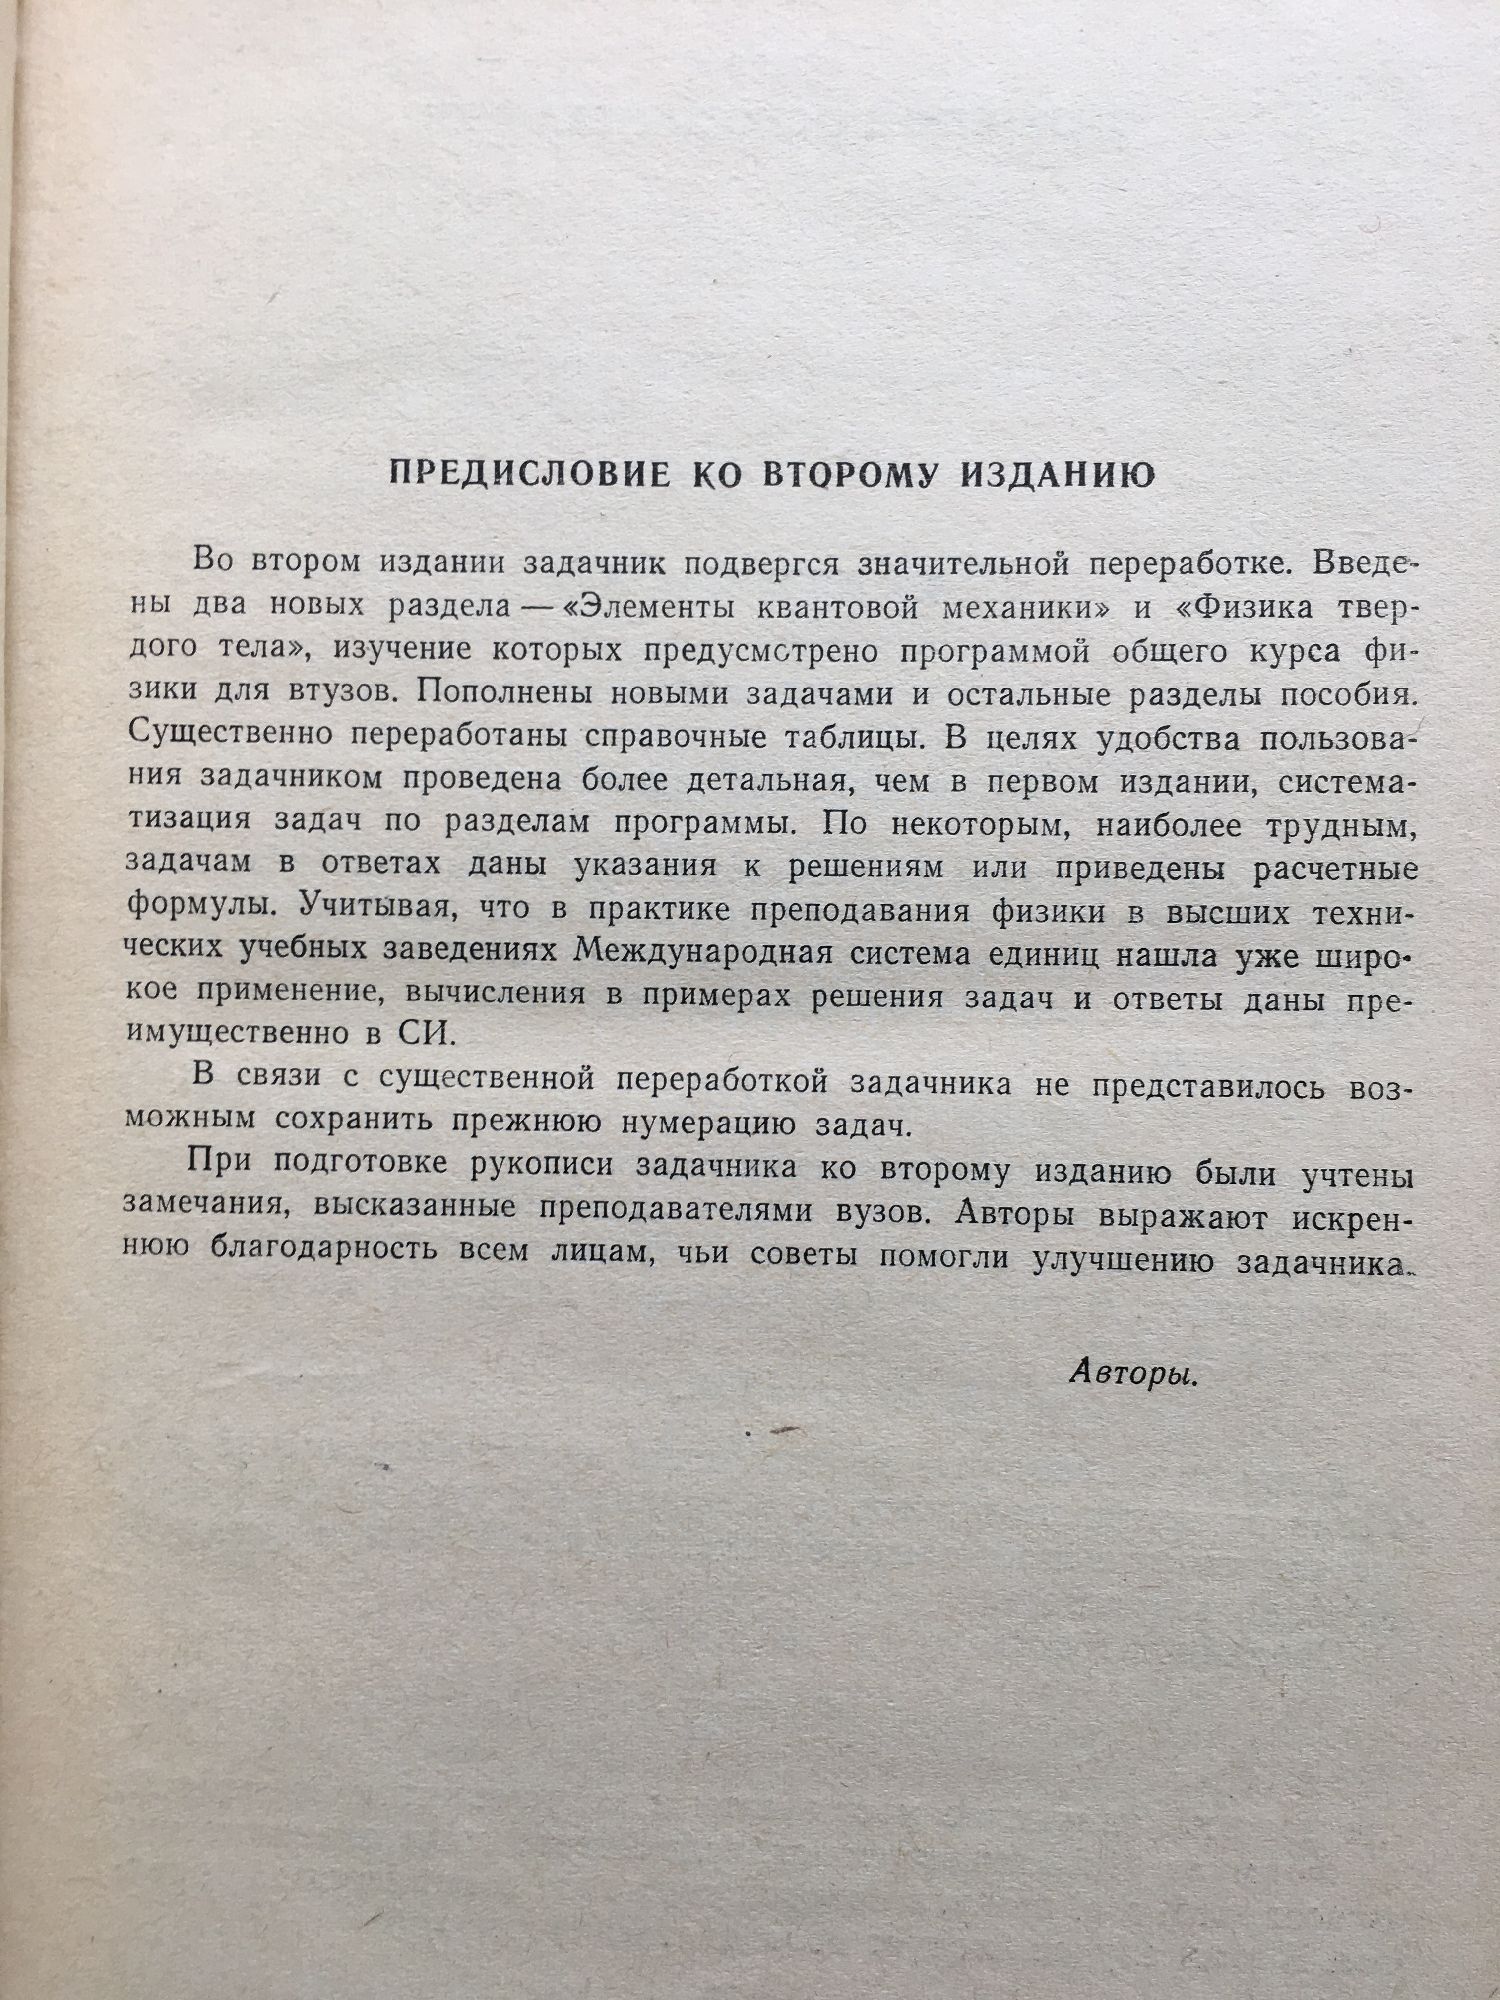 ПРЕДИСЛОВИЕ КО ВТОРОМУ ИЗДАНИЮ
Во втором издании задачник подвергся значительной переработке. Введе-
ны два новых раздела — «Элементы квантовой механики» и «Физика твер-
дого тела», изучение которых предусмотрено программой общего курса фи-
зики для втузов. Пополнены новыми задачами и остальные разделы пособия.
Существенно переработаны справочные таблицы. В целях удобства пользова-
ния задачником проведена более детальная, чем в первом издании, система-
тизация задач по разделам программы. По некоторым, наиболее трудным,
задачам в ответах даны указания к решениям или приведены расчетные
формулы. Учитывая, что в практике преподавания физики в высших техни-
ческих учебных заведениях Международная система единиц нашла уже широ-
кое применение, вычисления в примерах решения задач и ответы даны пре-
имущественно в СИ.
В связи с существенной переработкой задачника не представилось воз-
можным сохранить прежнюю нумерацию задач.
При подготовке рукописи задачника ко второму изданию были учтены
замечания, высказанные преподавателями вузов. Авторы выражают искрен-
нюю благодарность всем лицам, чьи советы помогли улучшению задачника.
Авторы.